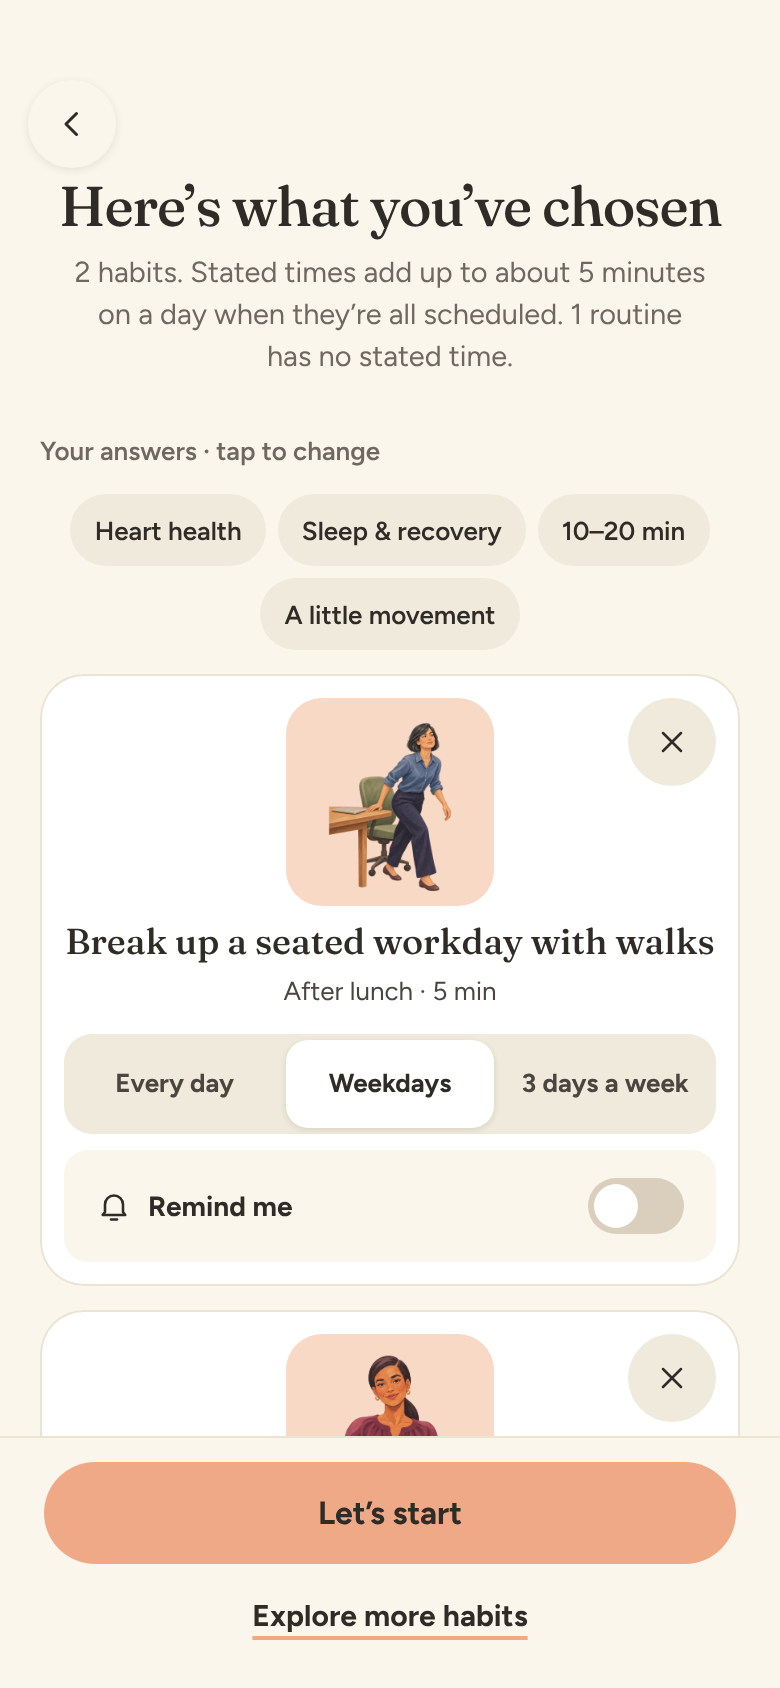 Here’s what you’ve chosen
2 habits. Stated times add up to about 5 minutes
on a day when they’re all scheduled. 1 routine
has no stated time.
Your answers · tap to change
Heart health
Sleep & recovery
10–20 min
A little movement
Break up a seated workday with walks
After lunch · 5 min
Every day
Weekdays
3 days a week
Remind me
Let’s start
Explore more habits